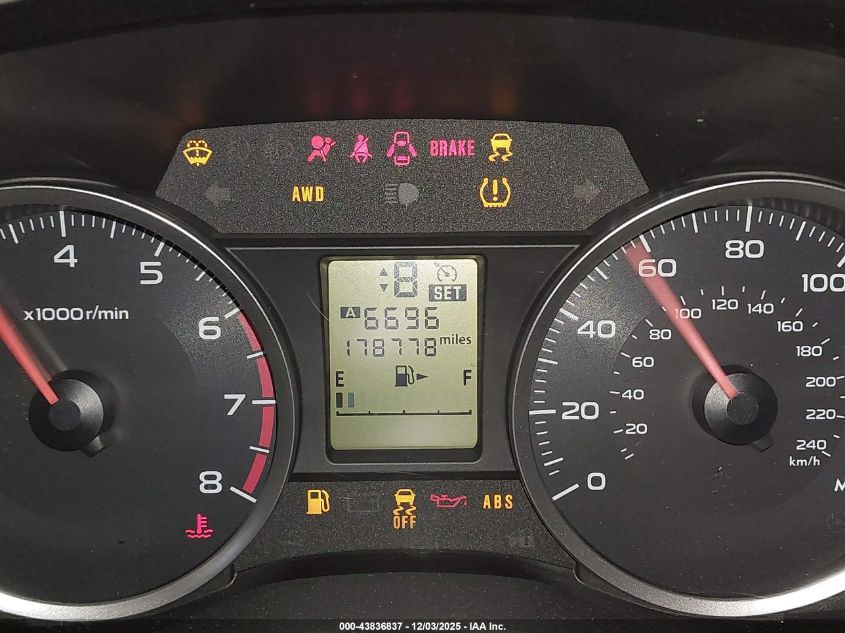 BRAKE
AWD
4
5
6
7
8
x1000r/min
8
SET
A 6696
178778 miles
E F
OFF
ABS
0
20
40
60
80
100
20
40
60
80
100
120
140
160
180
200
220
240
km/h
M
000-43836837 - 12/03/2025 - IAA Inc.